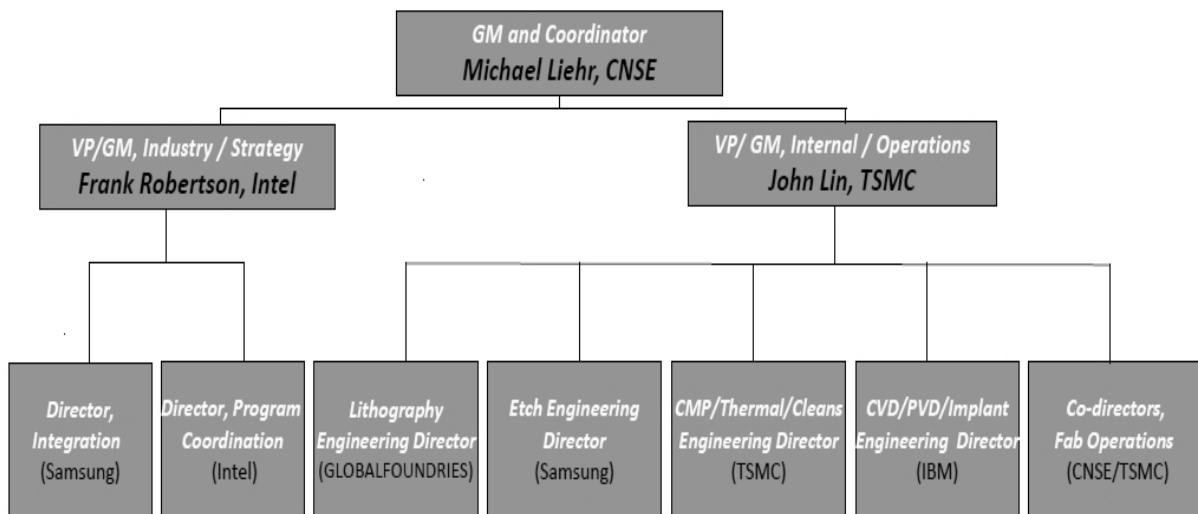 GM and Coordinator
Michael Liehr, CNSE
VP/GM, Industry / Strategy
Frank Robertson, Intel
VP/ GM, Internal / Operations
John Lin, TSMC
Director,
Integration
(Samsung)
Director, Program
Coordination
(Intel)
Lithography
Engineering Director
(GLOBALFOUNDRIES)
Etch Engineering
Director
(Samsung)
CMP/Thermal/Cleans
Engineering Director
(TSMC)
CVD/PVD/Implant
Engineering Director
(IBM)
Co-directors,
Fab Operations
(CNSE/TSMC)